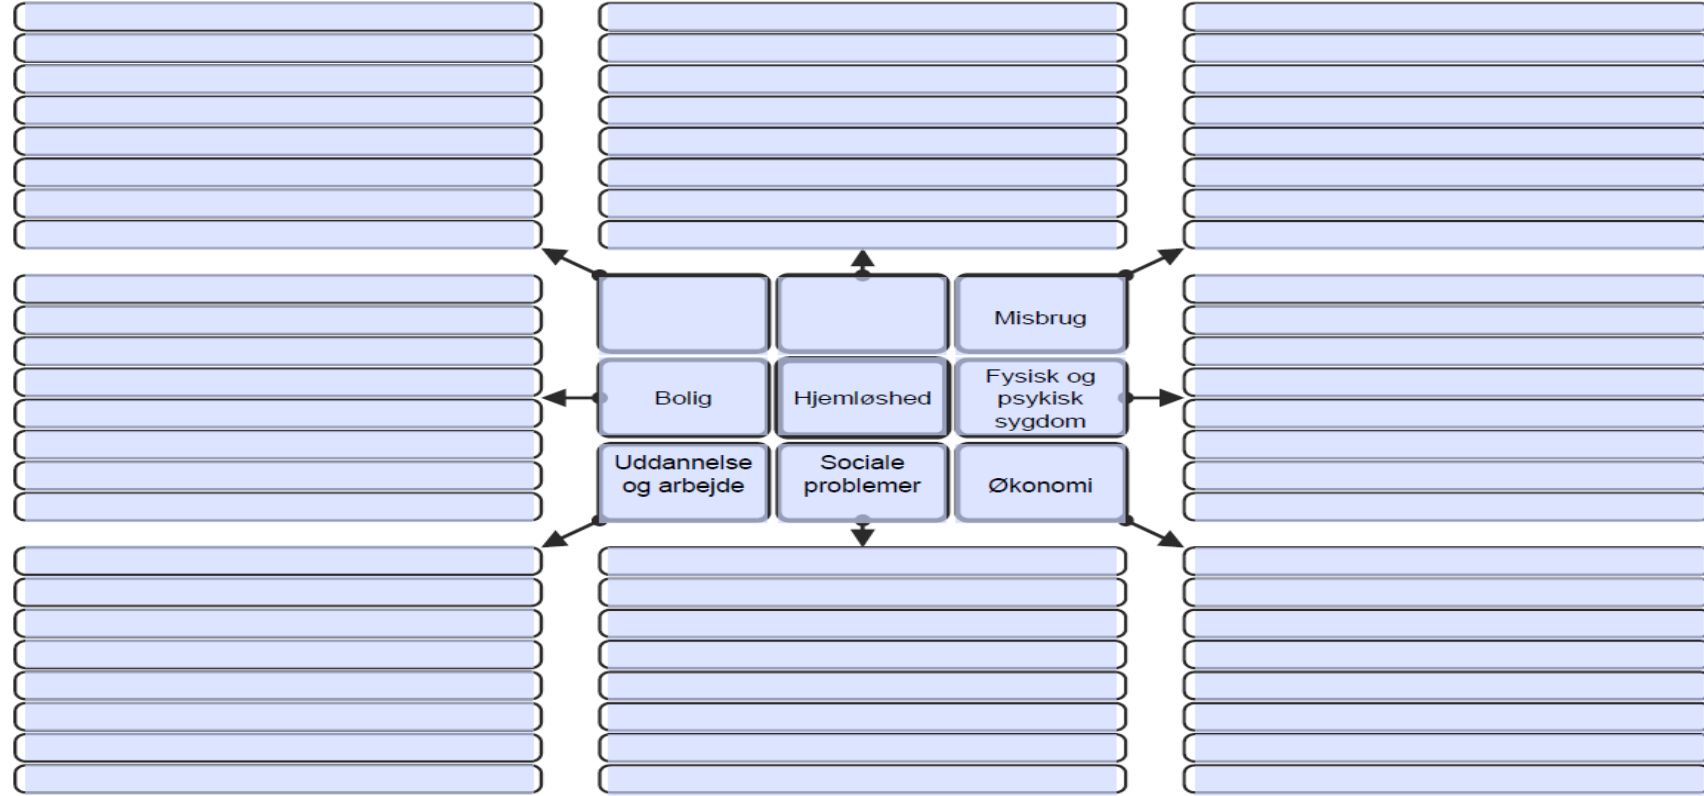 Misbrug
Bolig
Hjemløshed
Fysisk og
psykisk
sygdom
Uddannelse
og arbejde
Sociale
problemer
Økonomi